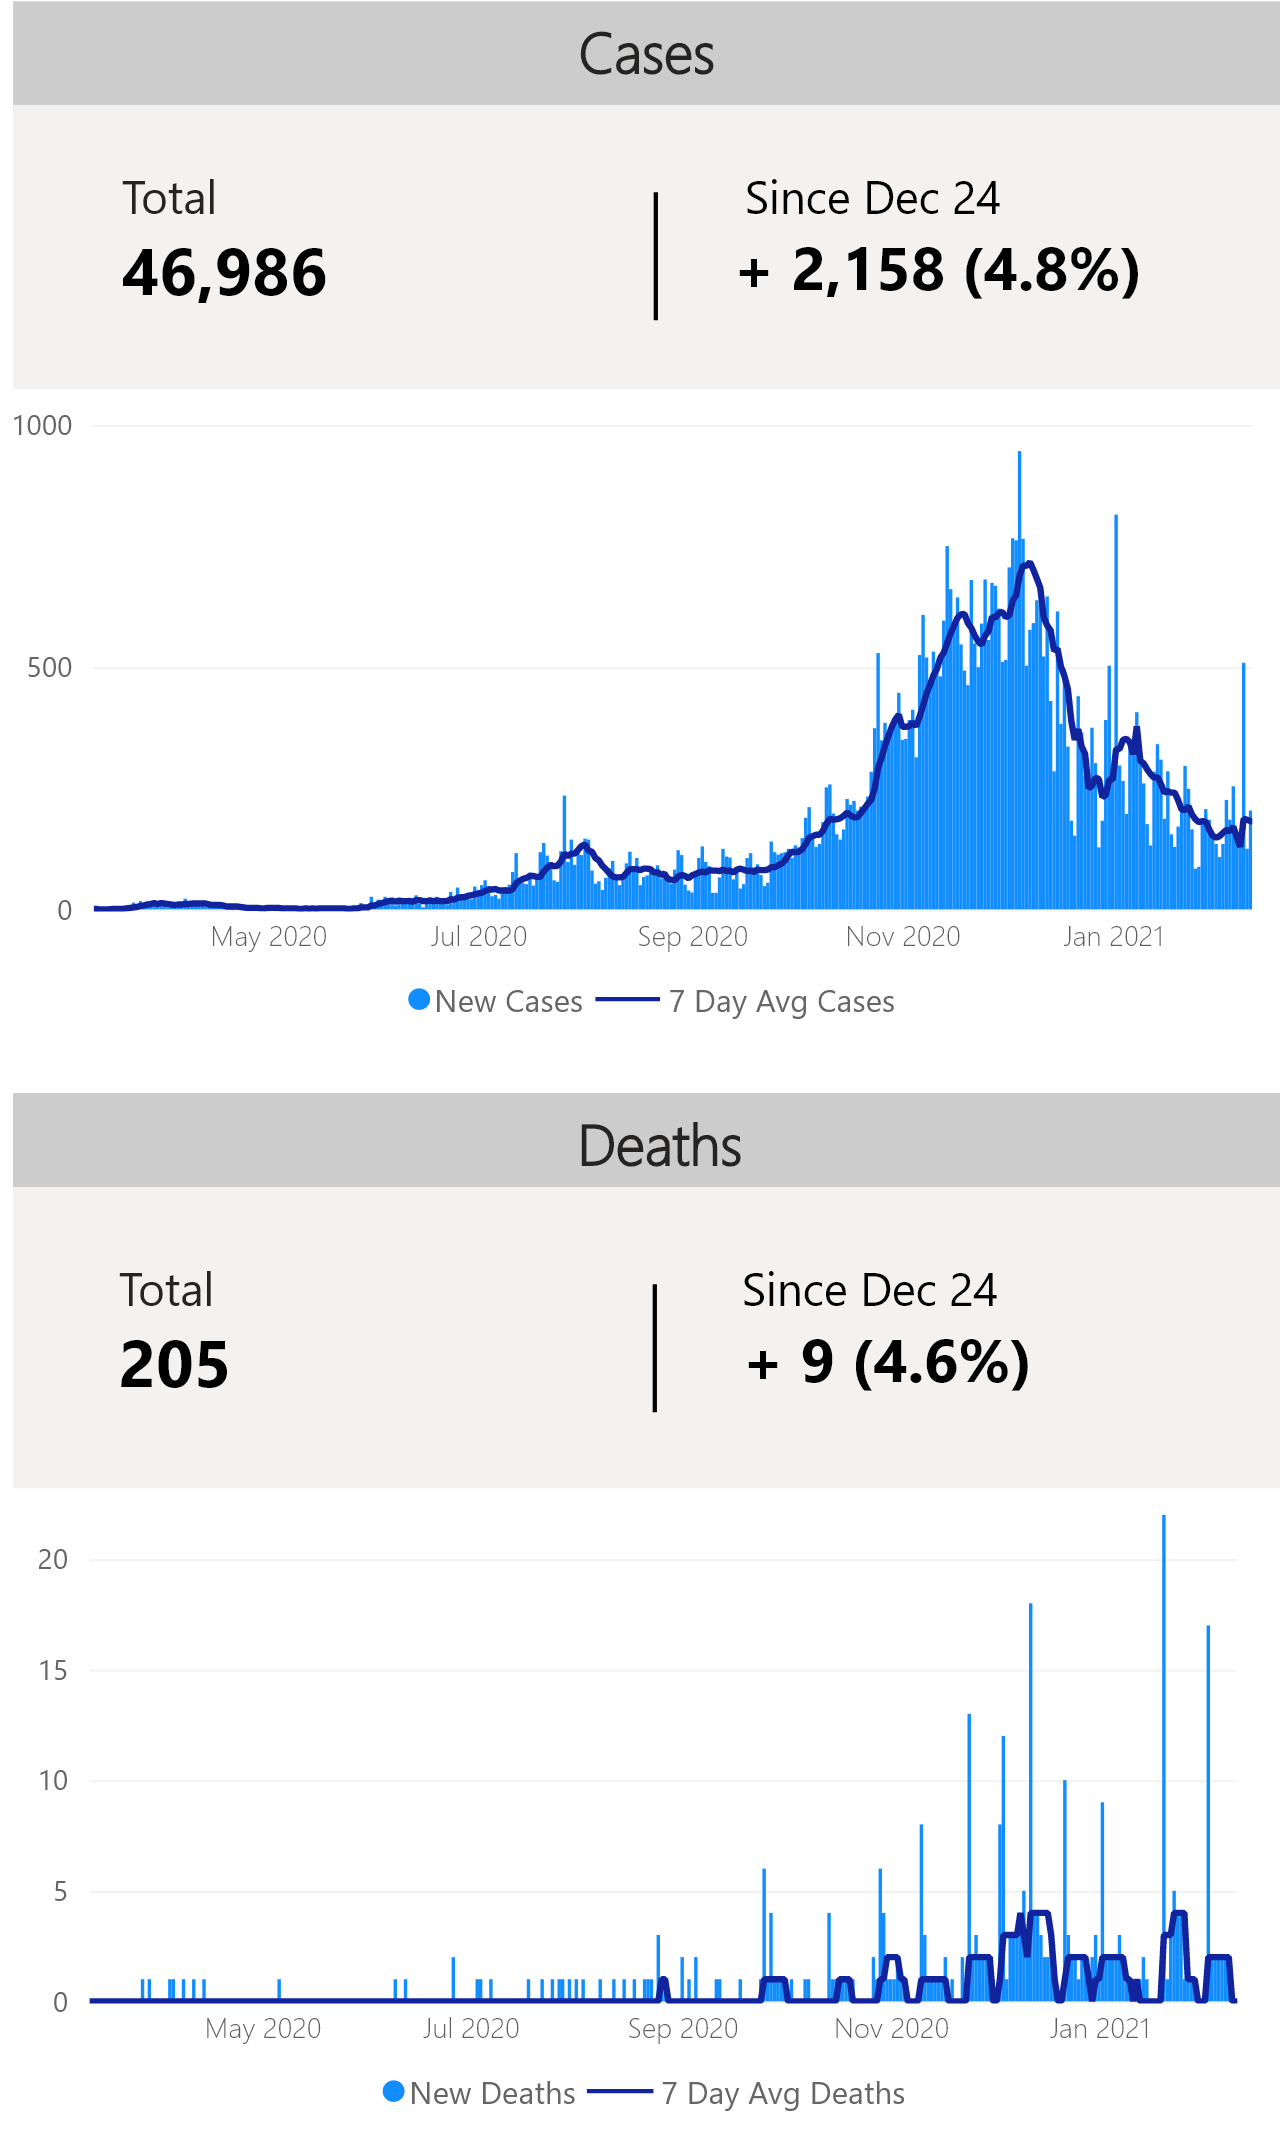 Cases
Total
Since Dec 24
46,986
+ 2,158 (4.8%)
1000
500
0
May 2020
Jul 2020
Sep 2020
Nov 2020
Jan 2021
New Cases
7 Day Avg Cases
Deaths
Total
Since Dec 24
205
+ 9 (4.6%)
20
15
10
5
0
May 2020
Jul 2020
Sep 2020
Nov 2020
Jan 2021
New Deaths
7 Day Avg Deaths